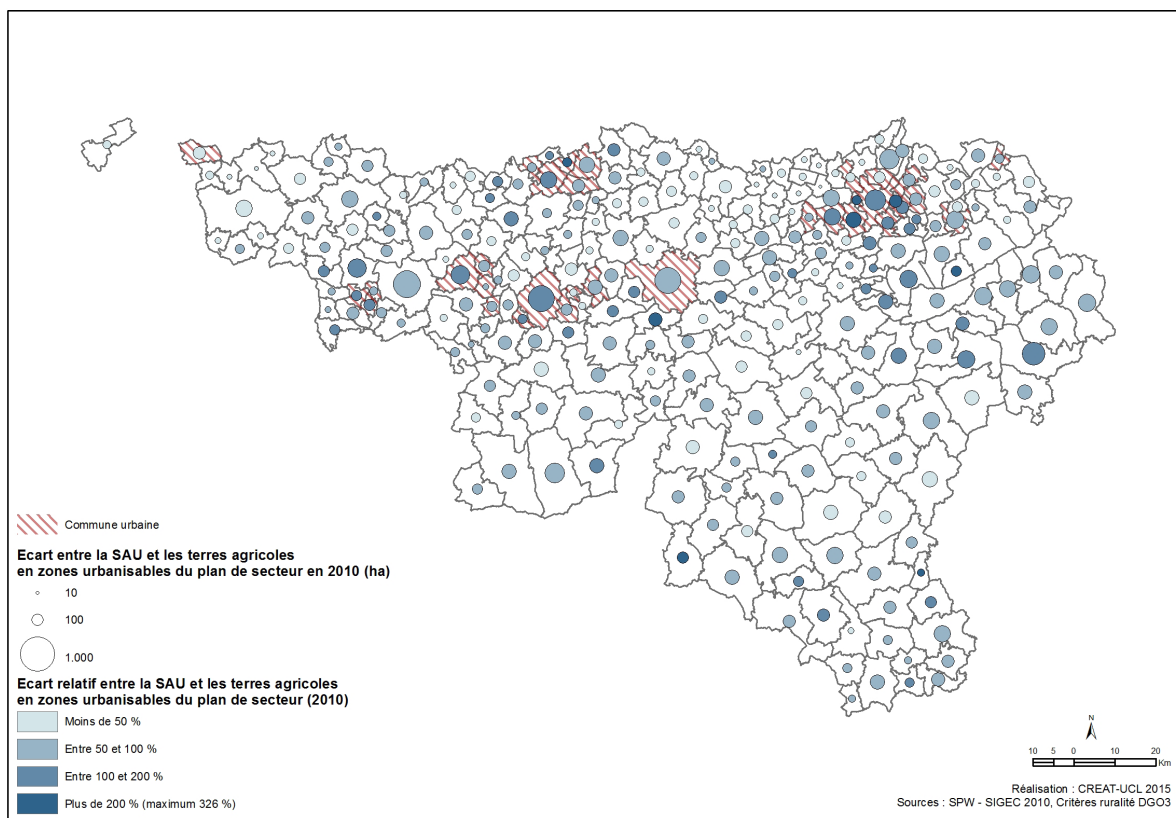 Commune urbaine
Ecart entre la SAU et les terres agricoles
en zones urbanisables du plan de secteur en 2010 (ha)
10
100
1.000
Ecart relatif entre la SAU et les terres agricoles
en zones urbanisables du plan de secteur (2010)
Moins de 50 %
Entre 50 et 100 %
Entre 100 et 200 %
Plus de 200 % (maximum 326 %)
N
10 5 0 10 20
Km
Réalisation : CREAT-UCL 2015
Sources : SPW - SIGEC 2010, Critères ruralité DGO3